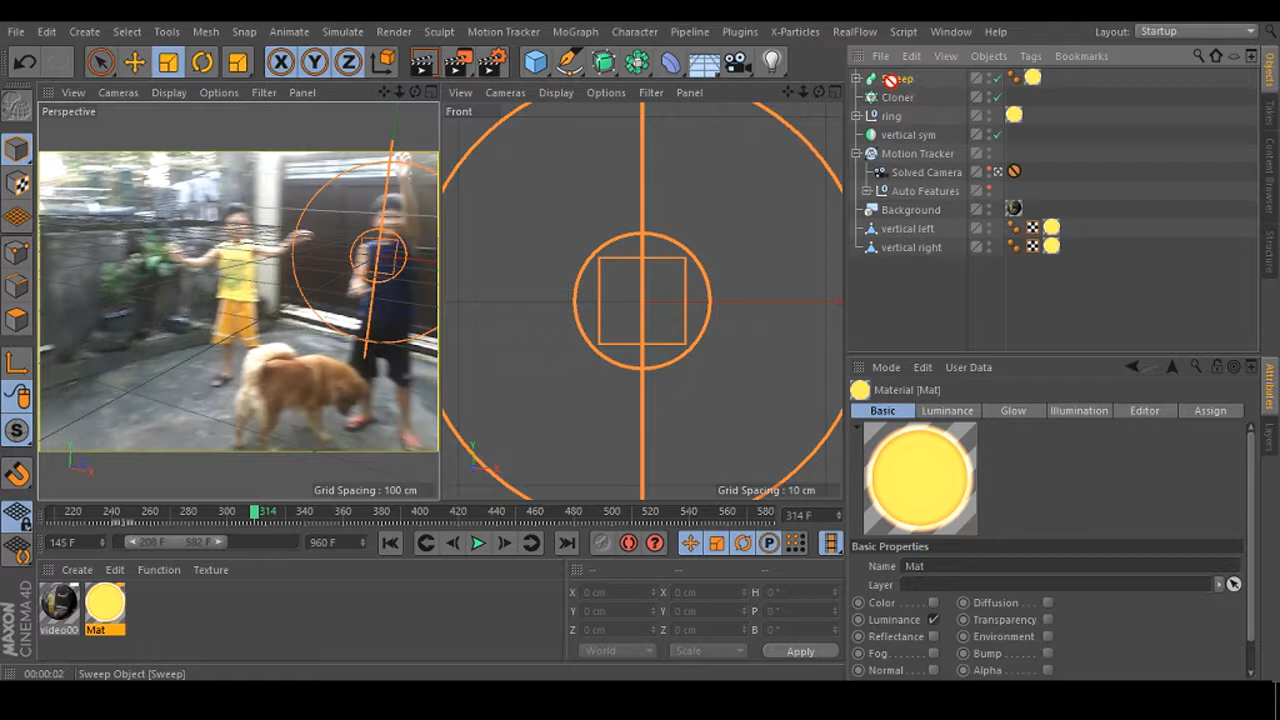 File Edit Create Select Tools Mesh Snap Animate Simulate Render Sculpt Motion Tracker MoGraph Character Pipeline Plugins X-Particles RealFlow Script Window Help Layout: Startup
X Y Z
File Edit View Objects Tags Bookmarks
View Cameras Display Options Filter Panel
View Cameras Display Options Filter Panel
Perspective
Front
Cloner
ring
vertical sym
Motion Tracker
Solved Camera
Auto Features
Background
vertical left
vertical right
Objects
Takes
Content Browser
Structure
Attributes
Layers
Grid Spacing : 100 cm
Grid Spacing : 10 cm
Mode Edit User Data
Material [Mat]
Basic Luminance Glow Illumination Editor Assign
Basic Properties
Name Mat
Layer
Color Diffusion
Luminance Transparency
Reflectance Environment
Fog Bump
Normal Alpha
220 240 260 280 300 314 340 360 380 400 420 440 460 480 500 520 540 560 580 314 F
145 F 208 F 582 F 960 F
Create Edit Function Texture
video00 Mat
-- -- --
X 0 cm X 0 cm H 0 °
Y 0 cm Y 0 cm P 0 °
Z 0 cm Z 0 cm B 0 °
World Scale Apply
MAXON CINEMA 4D
00:00:02 Sweep Object [Sweep]